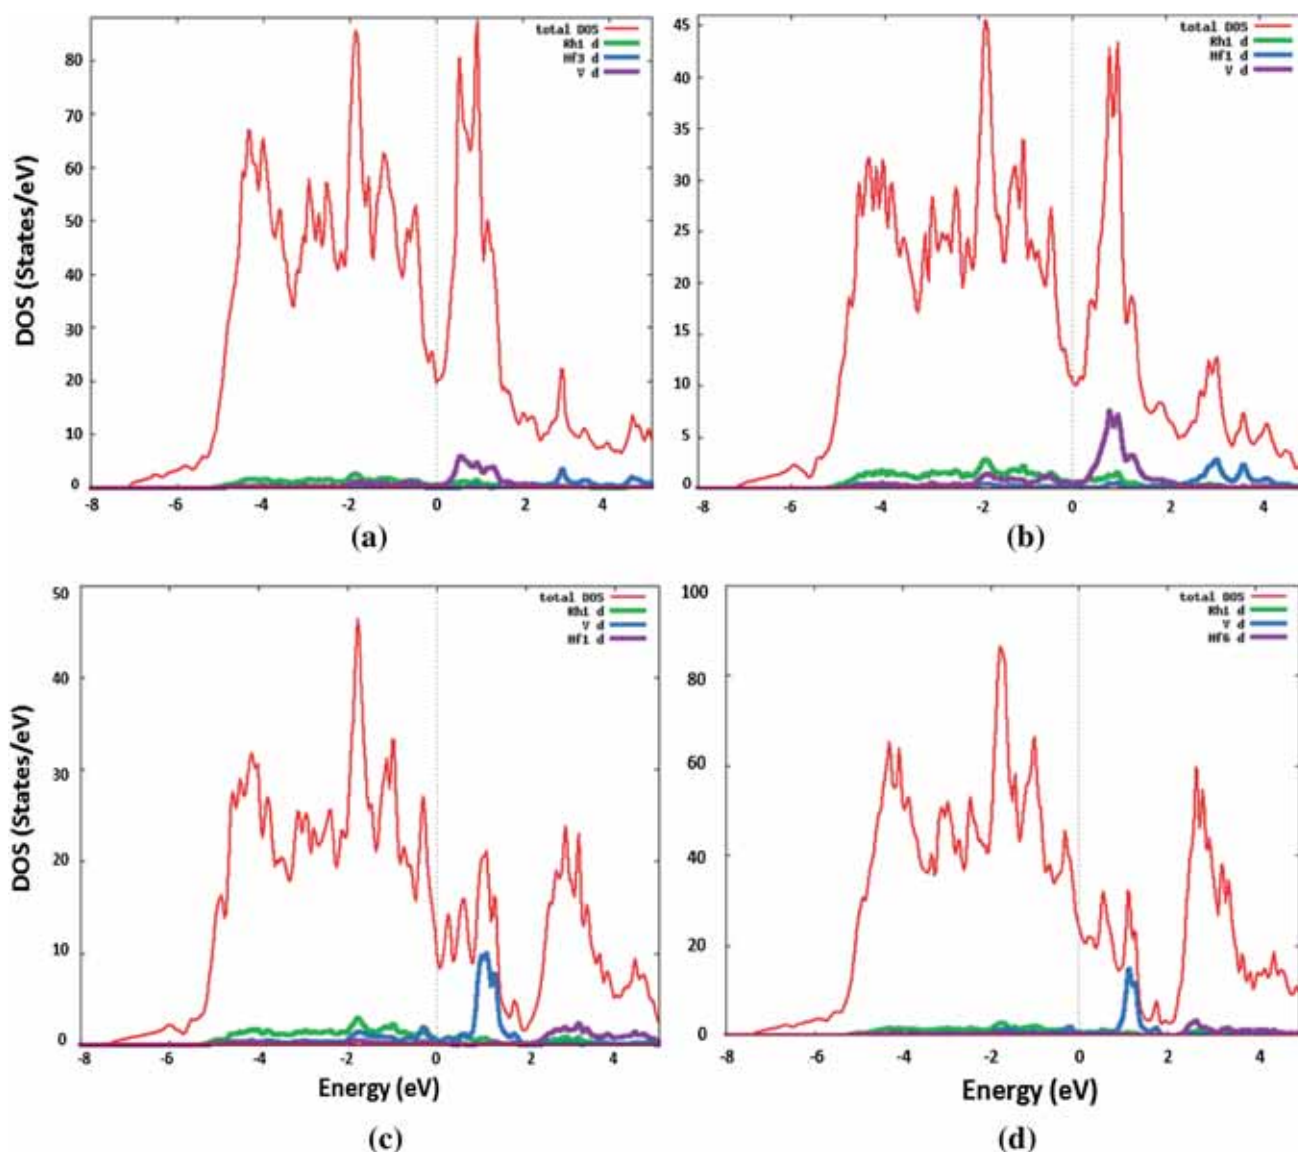 total DOS
Rh1 d
Hf3 d
V d
DOS (States/eV)
80
70
60
50
40
30
20
10
0
-8 -6 -4 -2 0 2 4
(a)
total DOS
Rh1 d
Hf1 d
V d
45
40
35
30
25
20
15
10
5
0
-8 -6 -4 -2 0 2 4
(b)
total DOS
Rh1 d
V d
Hf1 d
DOS (States/eV)
50
40
30
20
10
0
-8 -6 -4 -2 0 2 4
Energy (eV)
(c)
total DOS
Rh1 d
V d
Hf6 d
100
80
60
40
20
0
-8 -6 -4 -2 0 2 4
Energy (eV)
(d)